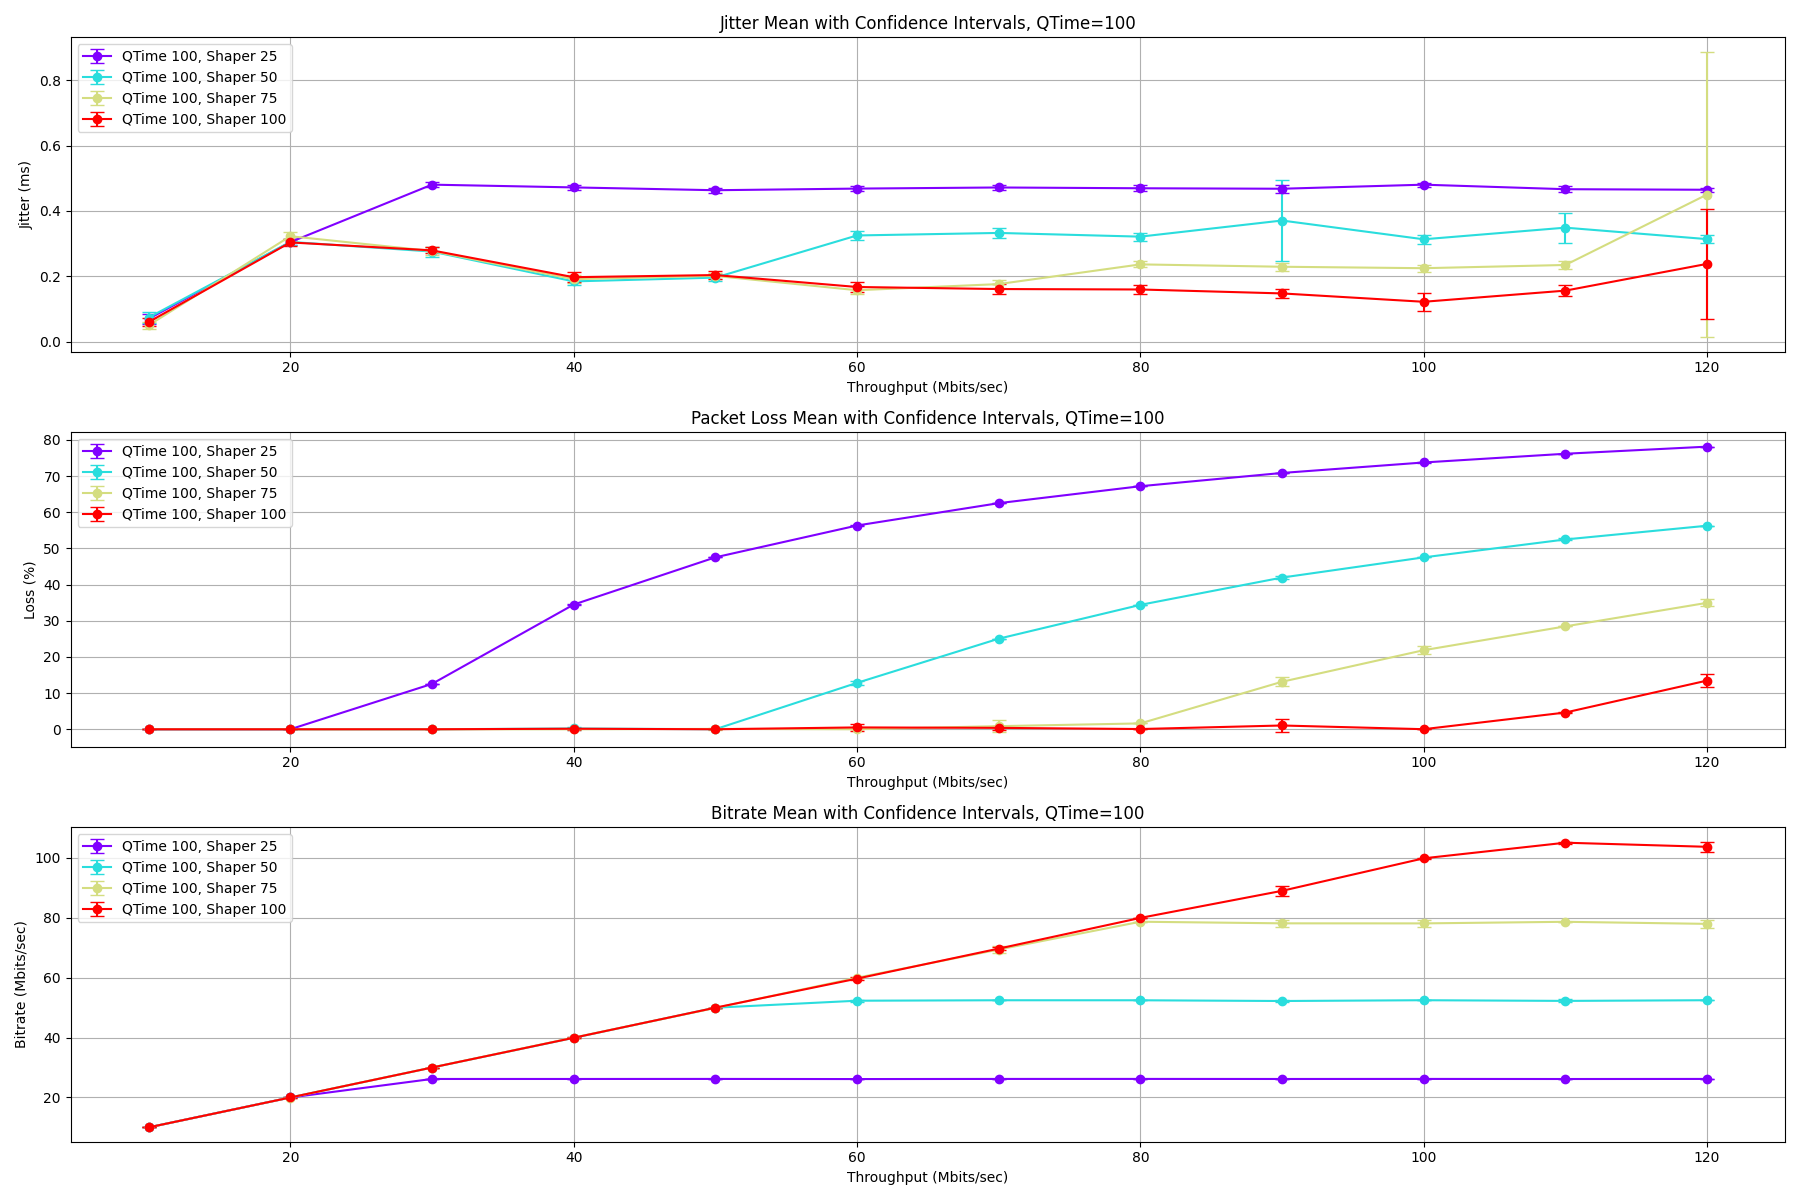 Jitter Mean with Confidence Intervals, QTime=100
QTime 100, Shaper 25
QTime 100, Shaper 50
QTime 100, Shaper 75
QTime 100, Shaper 100
Jitter (ms)
0.8
0.6
0.4
0.2
0.0
20 40 60 80 100 120
Throughput (Mbits/sec)
Packet Loss Mean with Confidence Intervals, QTime=100
QTime 100, Shaper 25
QTime 100, Shaper 50
QTime 100, Shaper 75
QTime 100, Shaper 100
Loss (%)
80
70
60
50
40
30
20
10
0
20 40 60 80 100 120
Throughput (Mbits/sec)
Bitrate Mean with Confidence Intervals, QTime=100
QTime 100, Shaper 25
QTime 100, Shaper 50
QTime 100, Shaper 75
QTime 100, Shaper 100
Bitrate (Mbits/sec)
100
80
60
40
20
20 40 60 80 100 120
Throughput (Mbits/sec)